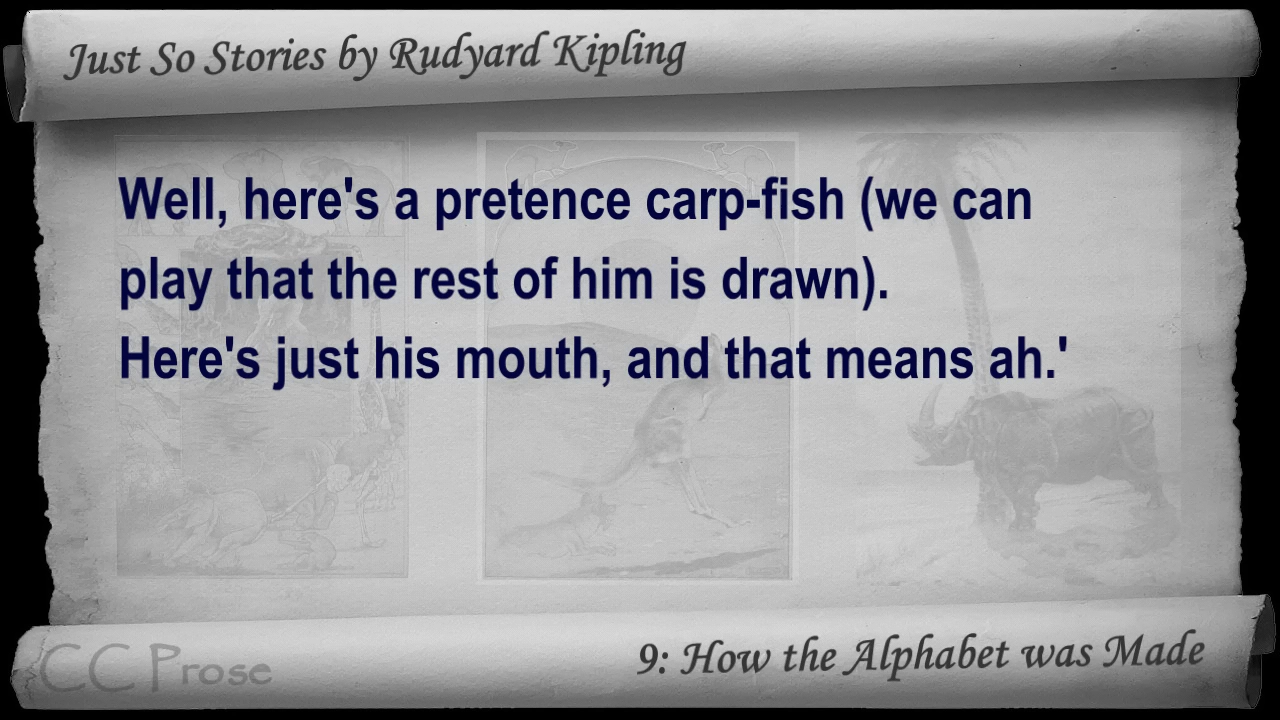 Just So Stories by Rudyard Kipling
Well, here's a pretence carp-fish (we can
play that the rest of him is drawn).
Here's just his mouth, and that means ah.'
CC Prose
9: How the Alphabet was Made